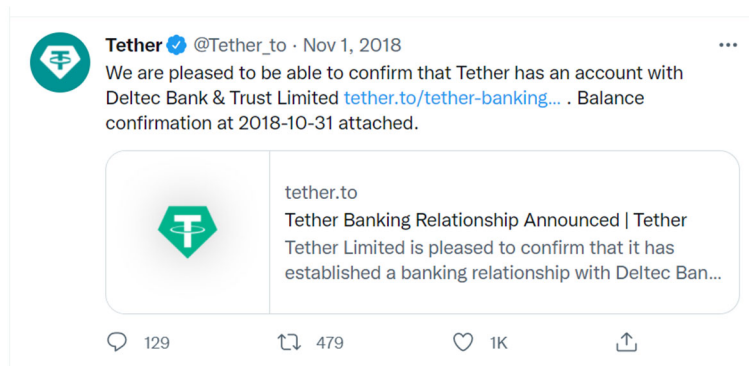 Tether @Tether_to · Nov 1, 2018
We are pleased to be able to confirm that Tether has an account with
Deltec Bank & Trust Limited tether.to/tether-banking... . Balance
confirmation at 2018-10-31 attached.
tether.to
Tether Banking Relationship Announced | Tether
Tether Limited is pleased to confirm that it has
established a banking relationship with Deltec Ban...
129 479 1K